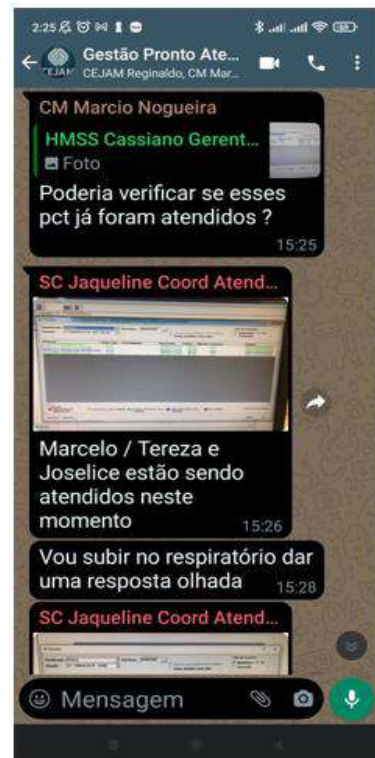 2:25
Gestão Pronto Ate...
CEJAM Reginaldo, CM Mar...
CM Marcio Nogueira
HMSS Cassiano Gerent...
Foto
Poderia verificar se esses
pct já foram atendidos ?
15:25
SC Jaqueline Coord Atend...
Marcelo / Tereza e
Joselice estão sendo
atendidos neste
momento
15:26
Vou subir no respiratório dar
uma resposta olhada
15:28
SC Jaqueline Coord Atend...
Mensagem